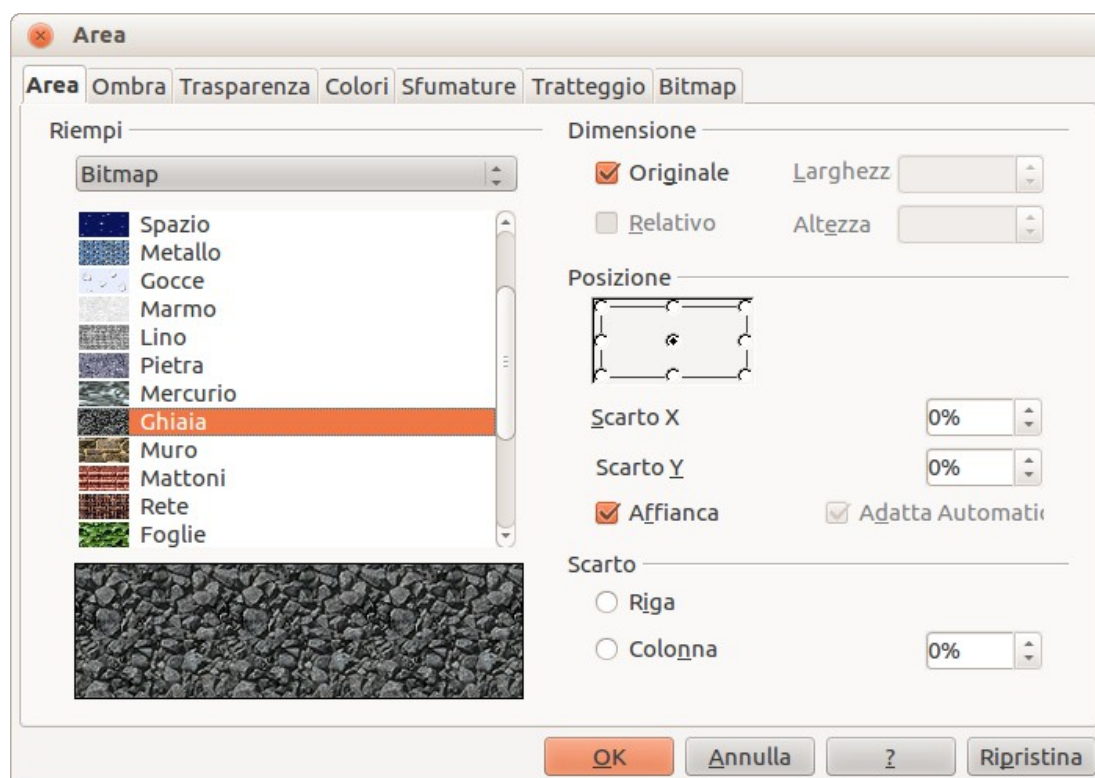 Area
Area Ombra Trasparenza Colori Sfumature Tratteggio Bitmap
Riempi
Bitmap
Spazio
Metallo
Gocce
Marmo
Lino
Pietra
Mercurio
Ghiaia
Muro
Mattoni
Rete
Foglie
Dimensione
Originale Larghezz
Relativo Altezza
Posizione
Scarto X 0%
Scarto Y 0%
Affianca Adatta Automatic
Scarto
Riga
Colonna 0%
OK Annulla ? Ripristina